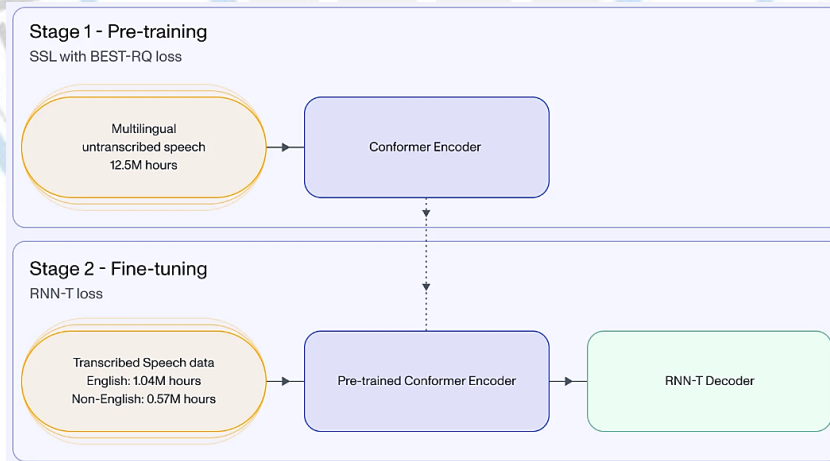 Stage 1 - Pre-training
SSL with BEST-RQ loss
Multilingual
untranscribed speech
12.5M hours
Conformer Encoder
Stage 2 - Fine-tuning
RNN-T loss
Transcribed Speech data
English: 1.04M hours
Non-English: 0.57M hours
Pre-trained Conformer Encoder
RNN-T Decoder